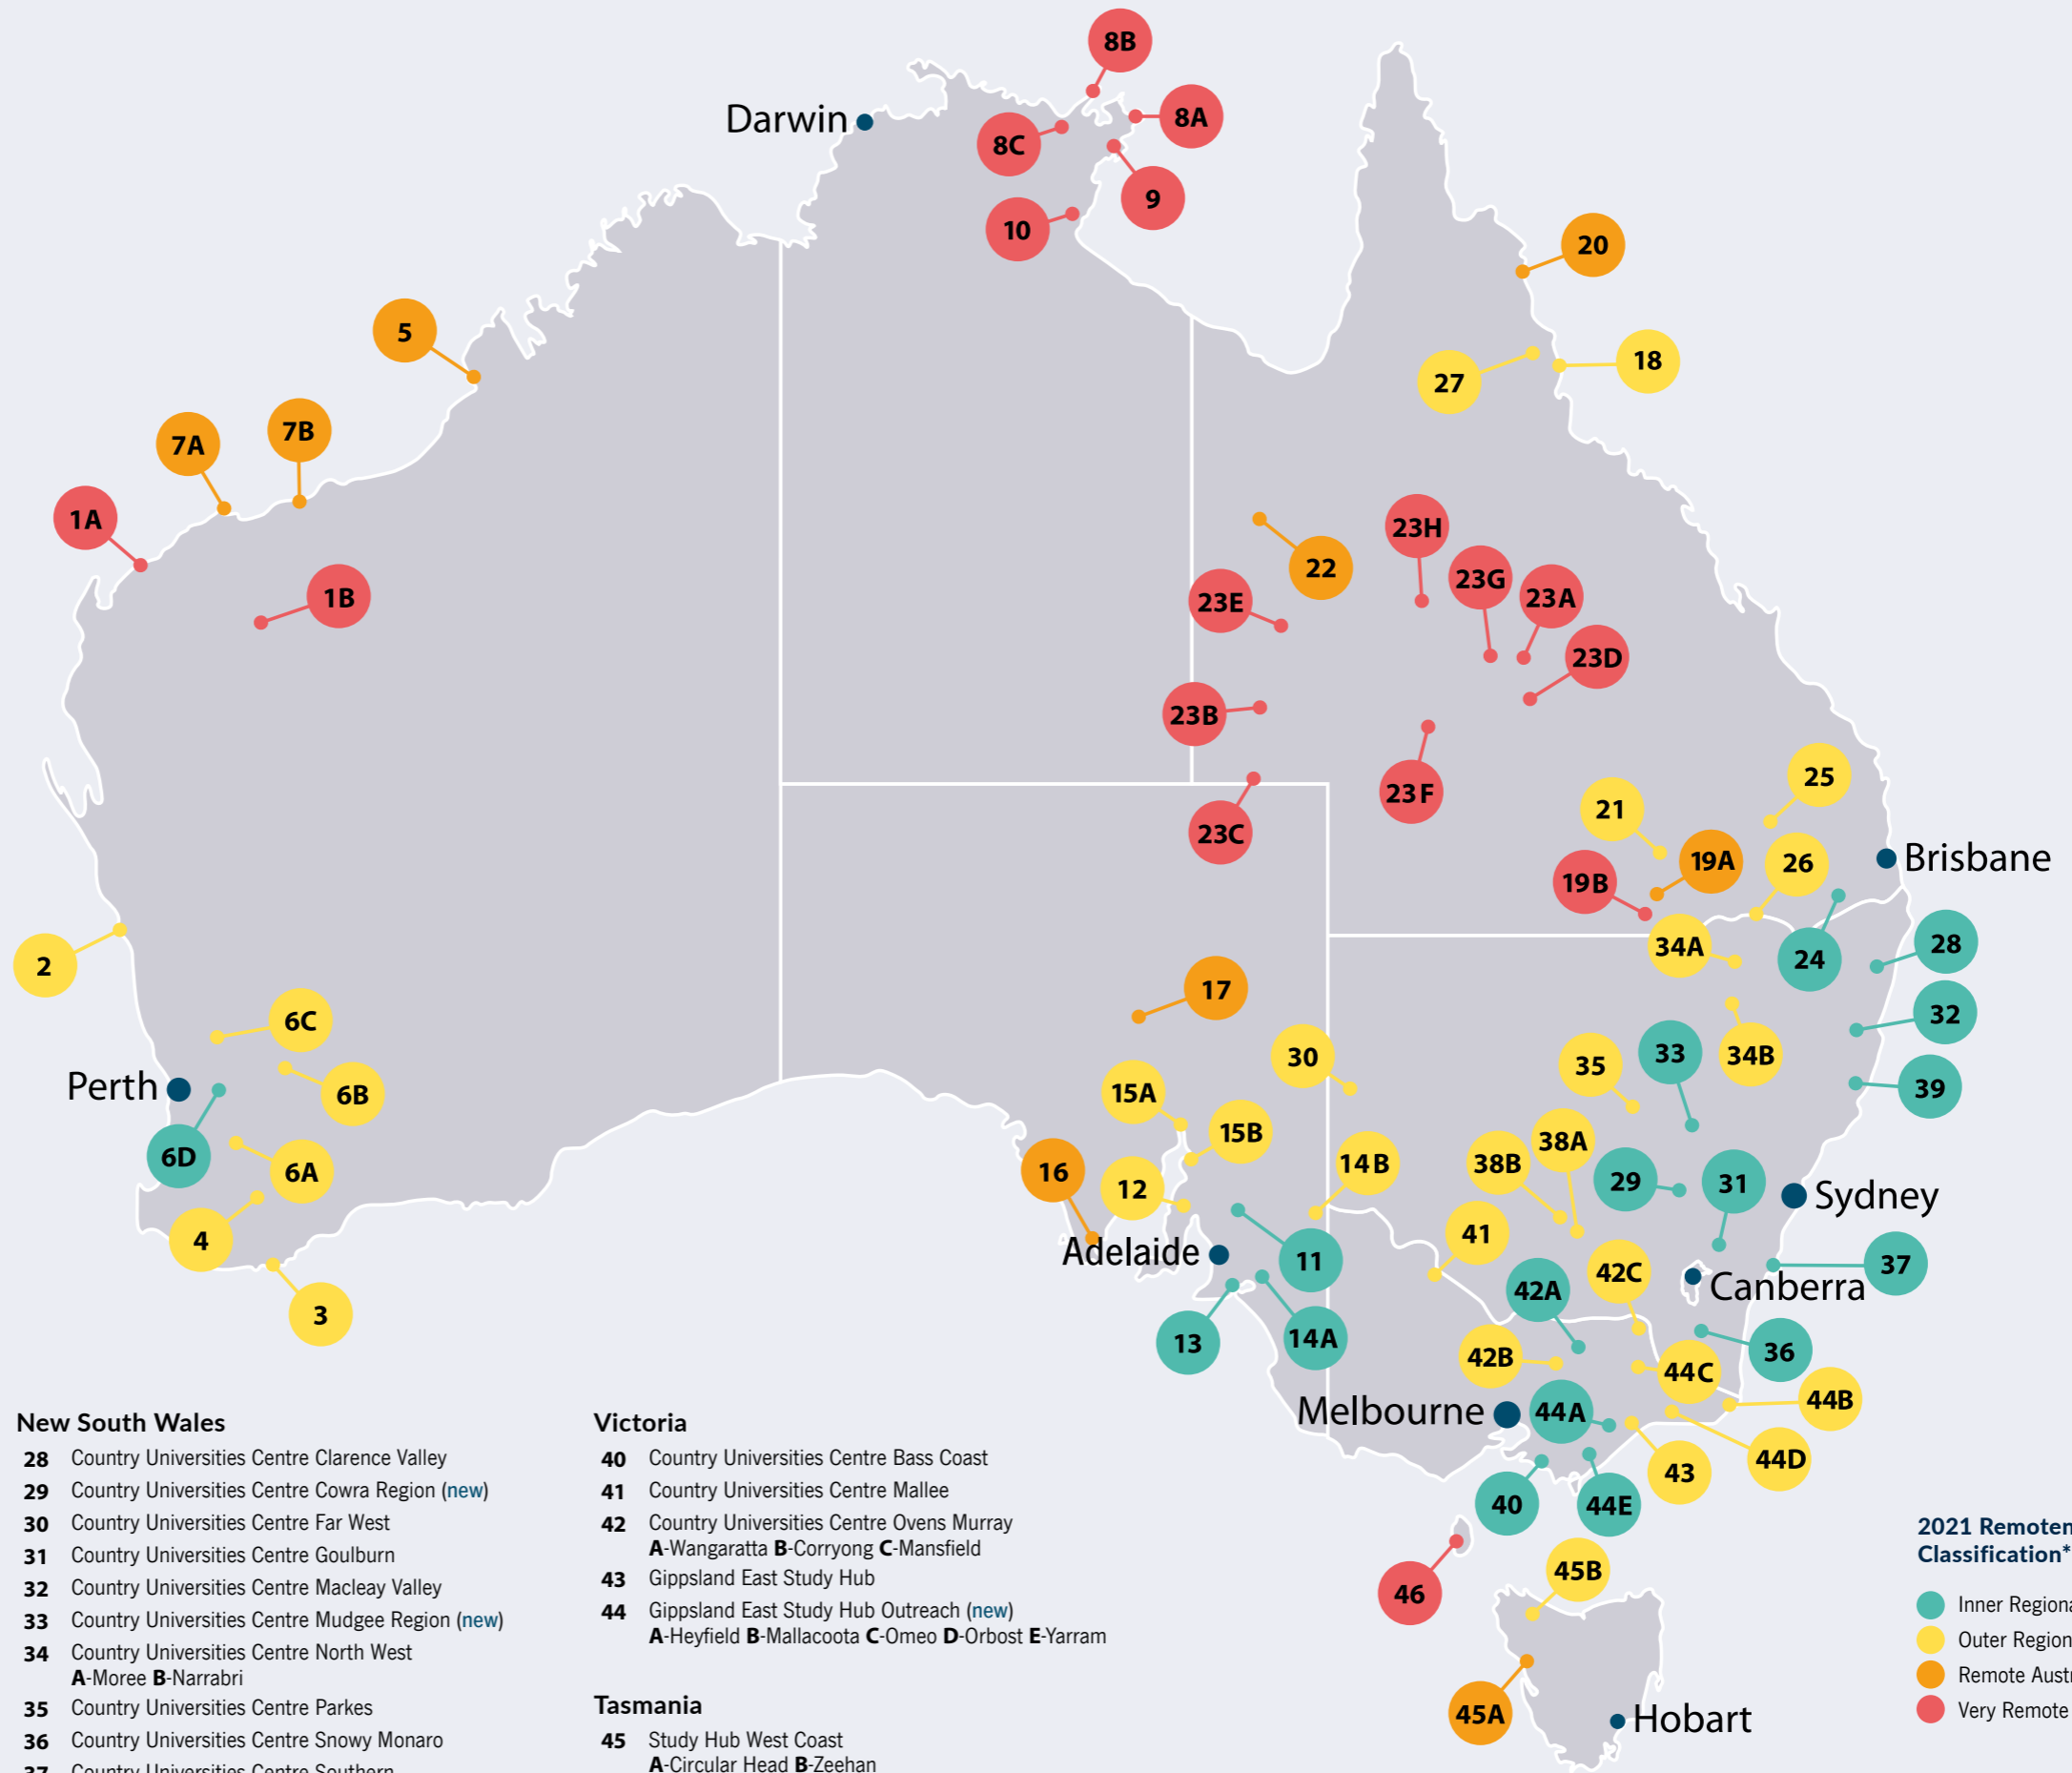 8B
Darwin
8A
8C
9
10
20
5
27
18
7A
7B
1A
1B
22
23H
23G
23A
23E
23D
23B
23F
23C
25
21
19A
26
19B
Brisbane
2
34A
24
28
17
32
6C
30
35
33
34B
Perth
6B
15A
39
6D
6A
16
15B
12
14B
38B
38A
29
31
Sydney
4
Adelaide
11
41
42A
42C
Canberra
37
3
13
14A
42B
44C
36
Melbourne
44A
44B
43
44D
40
44E
46
45B
45A
Hobart
New South Wales
28 Country Universities Centre Clarence Valley
29 Country Universities Centre Cowra Region (new)
30 Country Universities Centre Far West
31 Country Universities Centre Goulburn
32 Country Universities Centre Macleay Valley
33 Country Universities Centre Mudgee Region (new)
34 Country Universities Centre North West
A-Moree B-Narrabri
35 Country Universities Centre Parkes
36 Country Universities Centre Snowy Monaro
37 Country Universities Centre Southern
Victoria
40 Country Universities Centre Bass Coast
41 Country Universities Centre Mallee
42 Country Universities Centre Ovens Murray
A-Wangaratta B-Corryong C-Mansfield
43 Gippsland East Study Hub
44 Gippsland East Study Hub Outreach (new)
A-Heyfield B-Mallacoota C-Omeo D-Orbost E-Yarram
Tasmania
45 Study Hub West Coast
A-Circular Head B-Zeehan
2021 Remoten
Classification*
Inner Regiona
Outer Region
Remote Austr
Very Remote